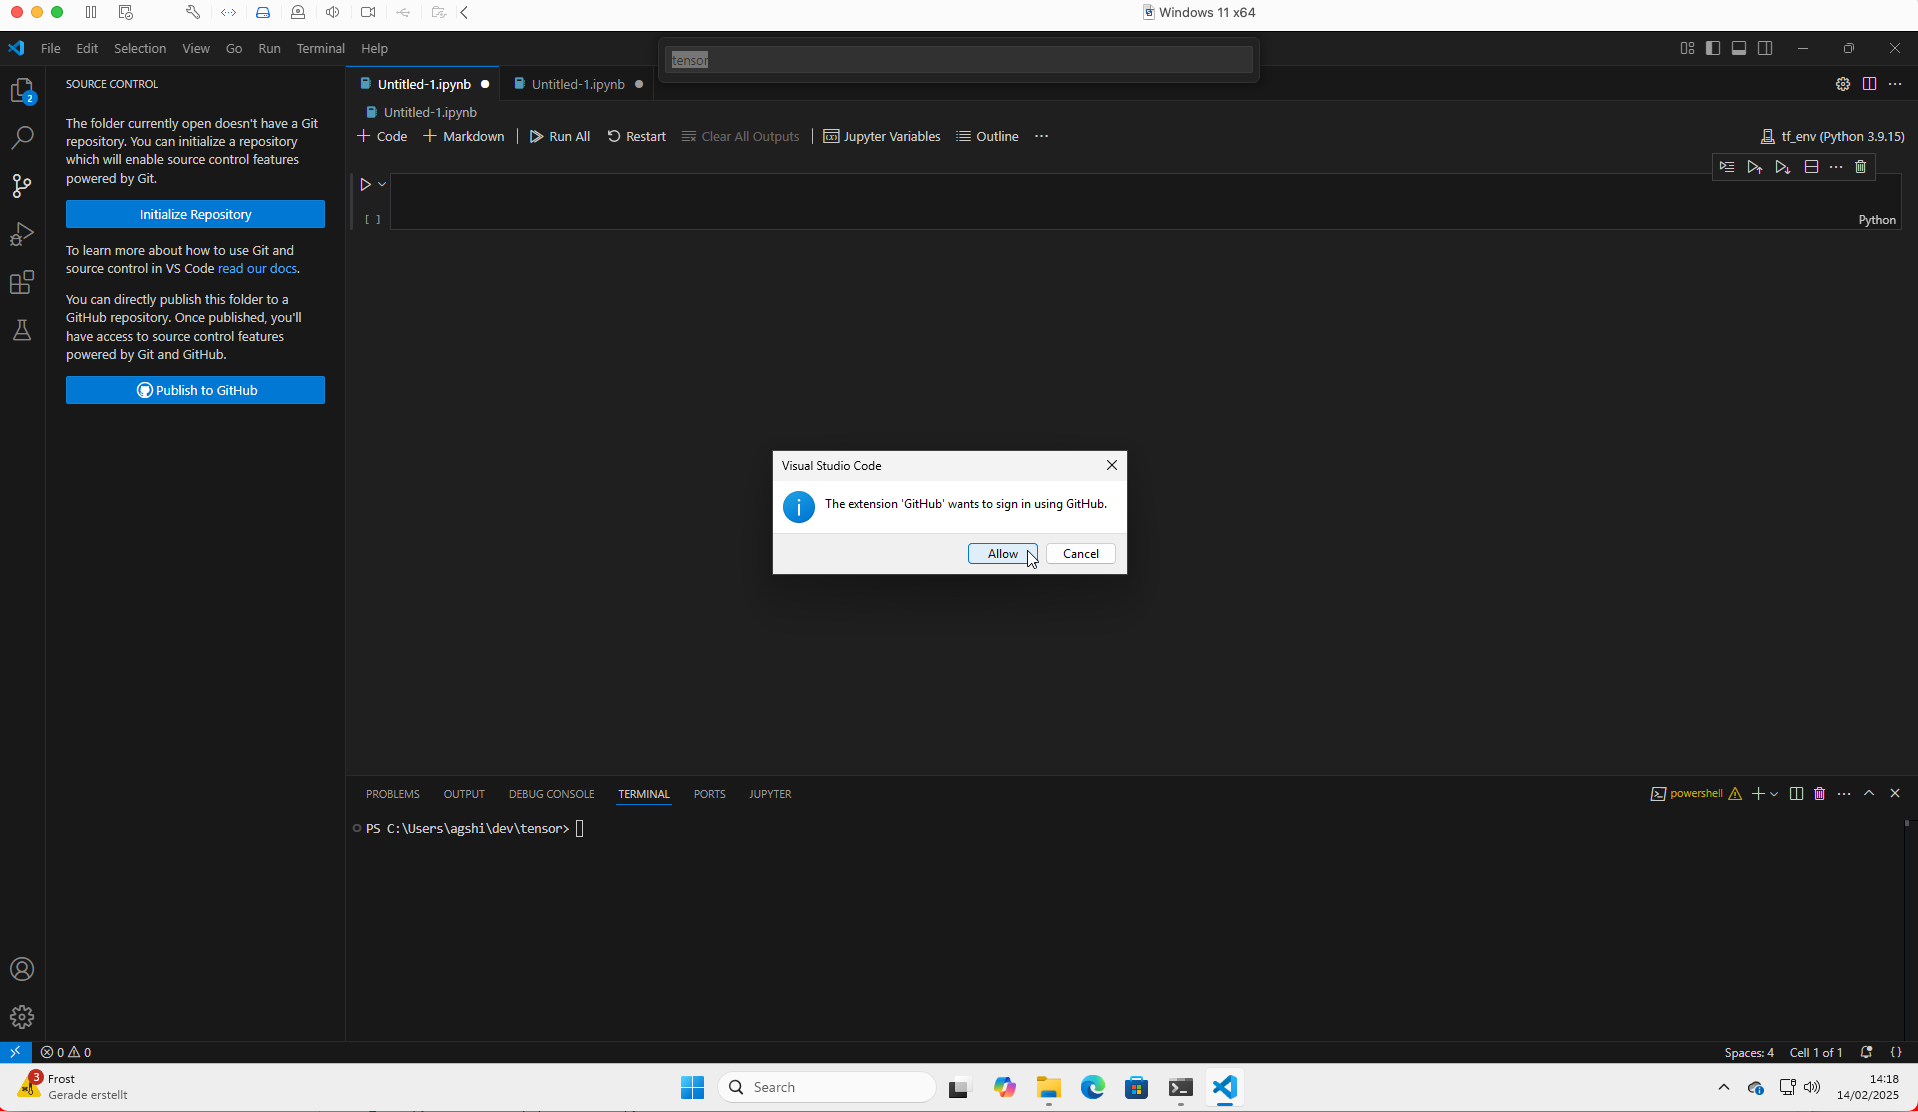 Windows 11 x64
File Edit Selection View Go Run Terminal Help
tensor
SOURCE CONTROL
The folder currently open doesn't have a Git
repository. You can initialize a repository
which will enable source control features
powered by Git.
Initialize Repository
To learn more about how to use Git and
source control in VS Code read our docs.
You can directly publish this folder to a
GitHub repository. Once published, you'll
have access to source control features
powered by Git and GitHub.
Publish to GitHub
2
Untitled-1.ipynb
Untitled-1.ipynb
Untitled-1.ipynb
Code Markdown Run All Restart Clear All Outputs Jupyter Variables Outline ...
tf_env (Python 3.9.15)
[ ]
Python
Visual Studio Code
The extension 'GitHub' wants to sign in using GitHub.
Allow Cancel
PROBLEMS OUTPUT DEBUG CONSOLE TERMINAL PORTS JUPYTER
powershell
PS C:\Users\agshi\dev\tensor>
0 0
Spaces: 4 Cell 1 of 1 {}
3
Frost
Gerade erstellt
Search
14:18
14/02/2025